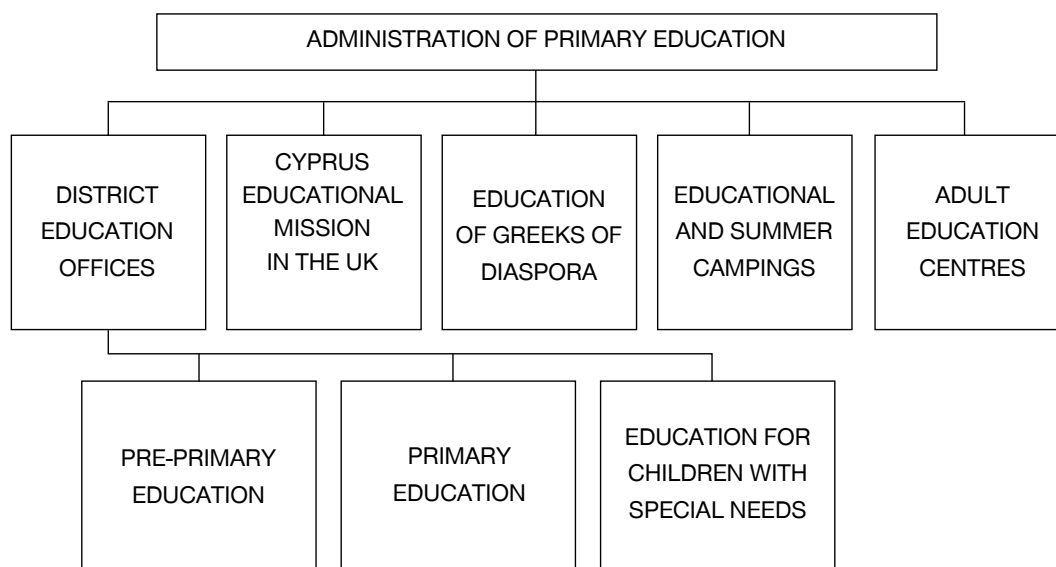 ADMINISTRATION OF PRIMARY EDUCATION
DISTRICT
EDUCATION
OFFICES
CYPRUS
EDUCATIONAL
MISSION
IN THE UK
EDUCATION
OF GREEKS OF
DIASPORA
EDUCATIONAL
AND SUMMER
CAMPINGS
ADULT
EDUCATION
CENTRES
PRE-PRIMARY
EDUCATION
PRIMARY
EDUCATION
EDUCATION FOR
CHILDREN WITH
SPECIAL NEEDS